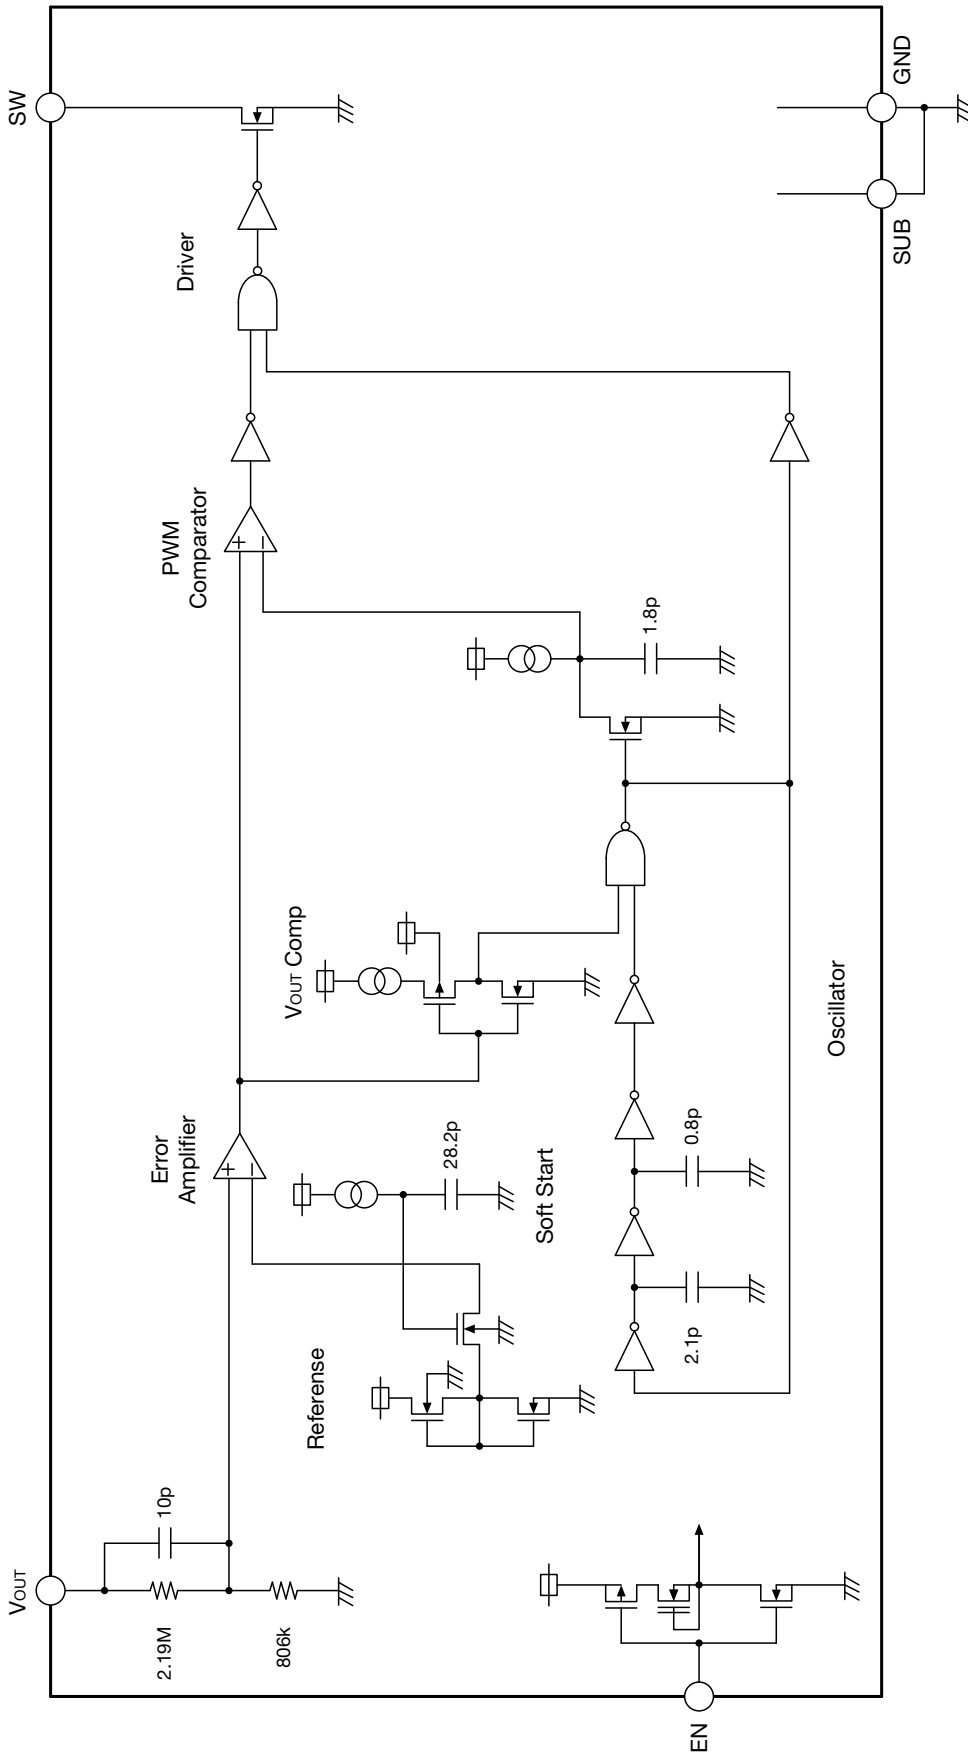 VOUT
10p
2.19M
806k
EN
Referense
Error
Amplifier
28.2p
Soft Start
2.1p
0.8p
VOUT Comp
Oscillator
PWM
Comparator
1.8p
Driver
SW
SUB
GND
+
−
+
−